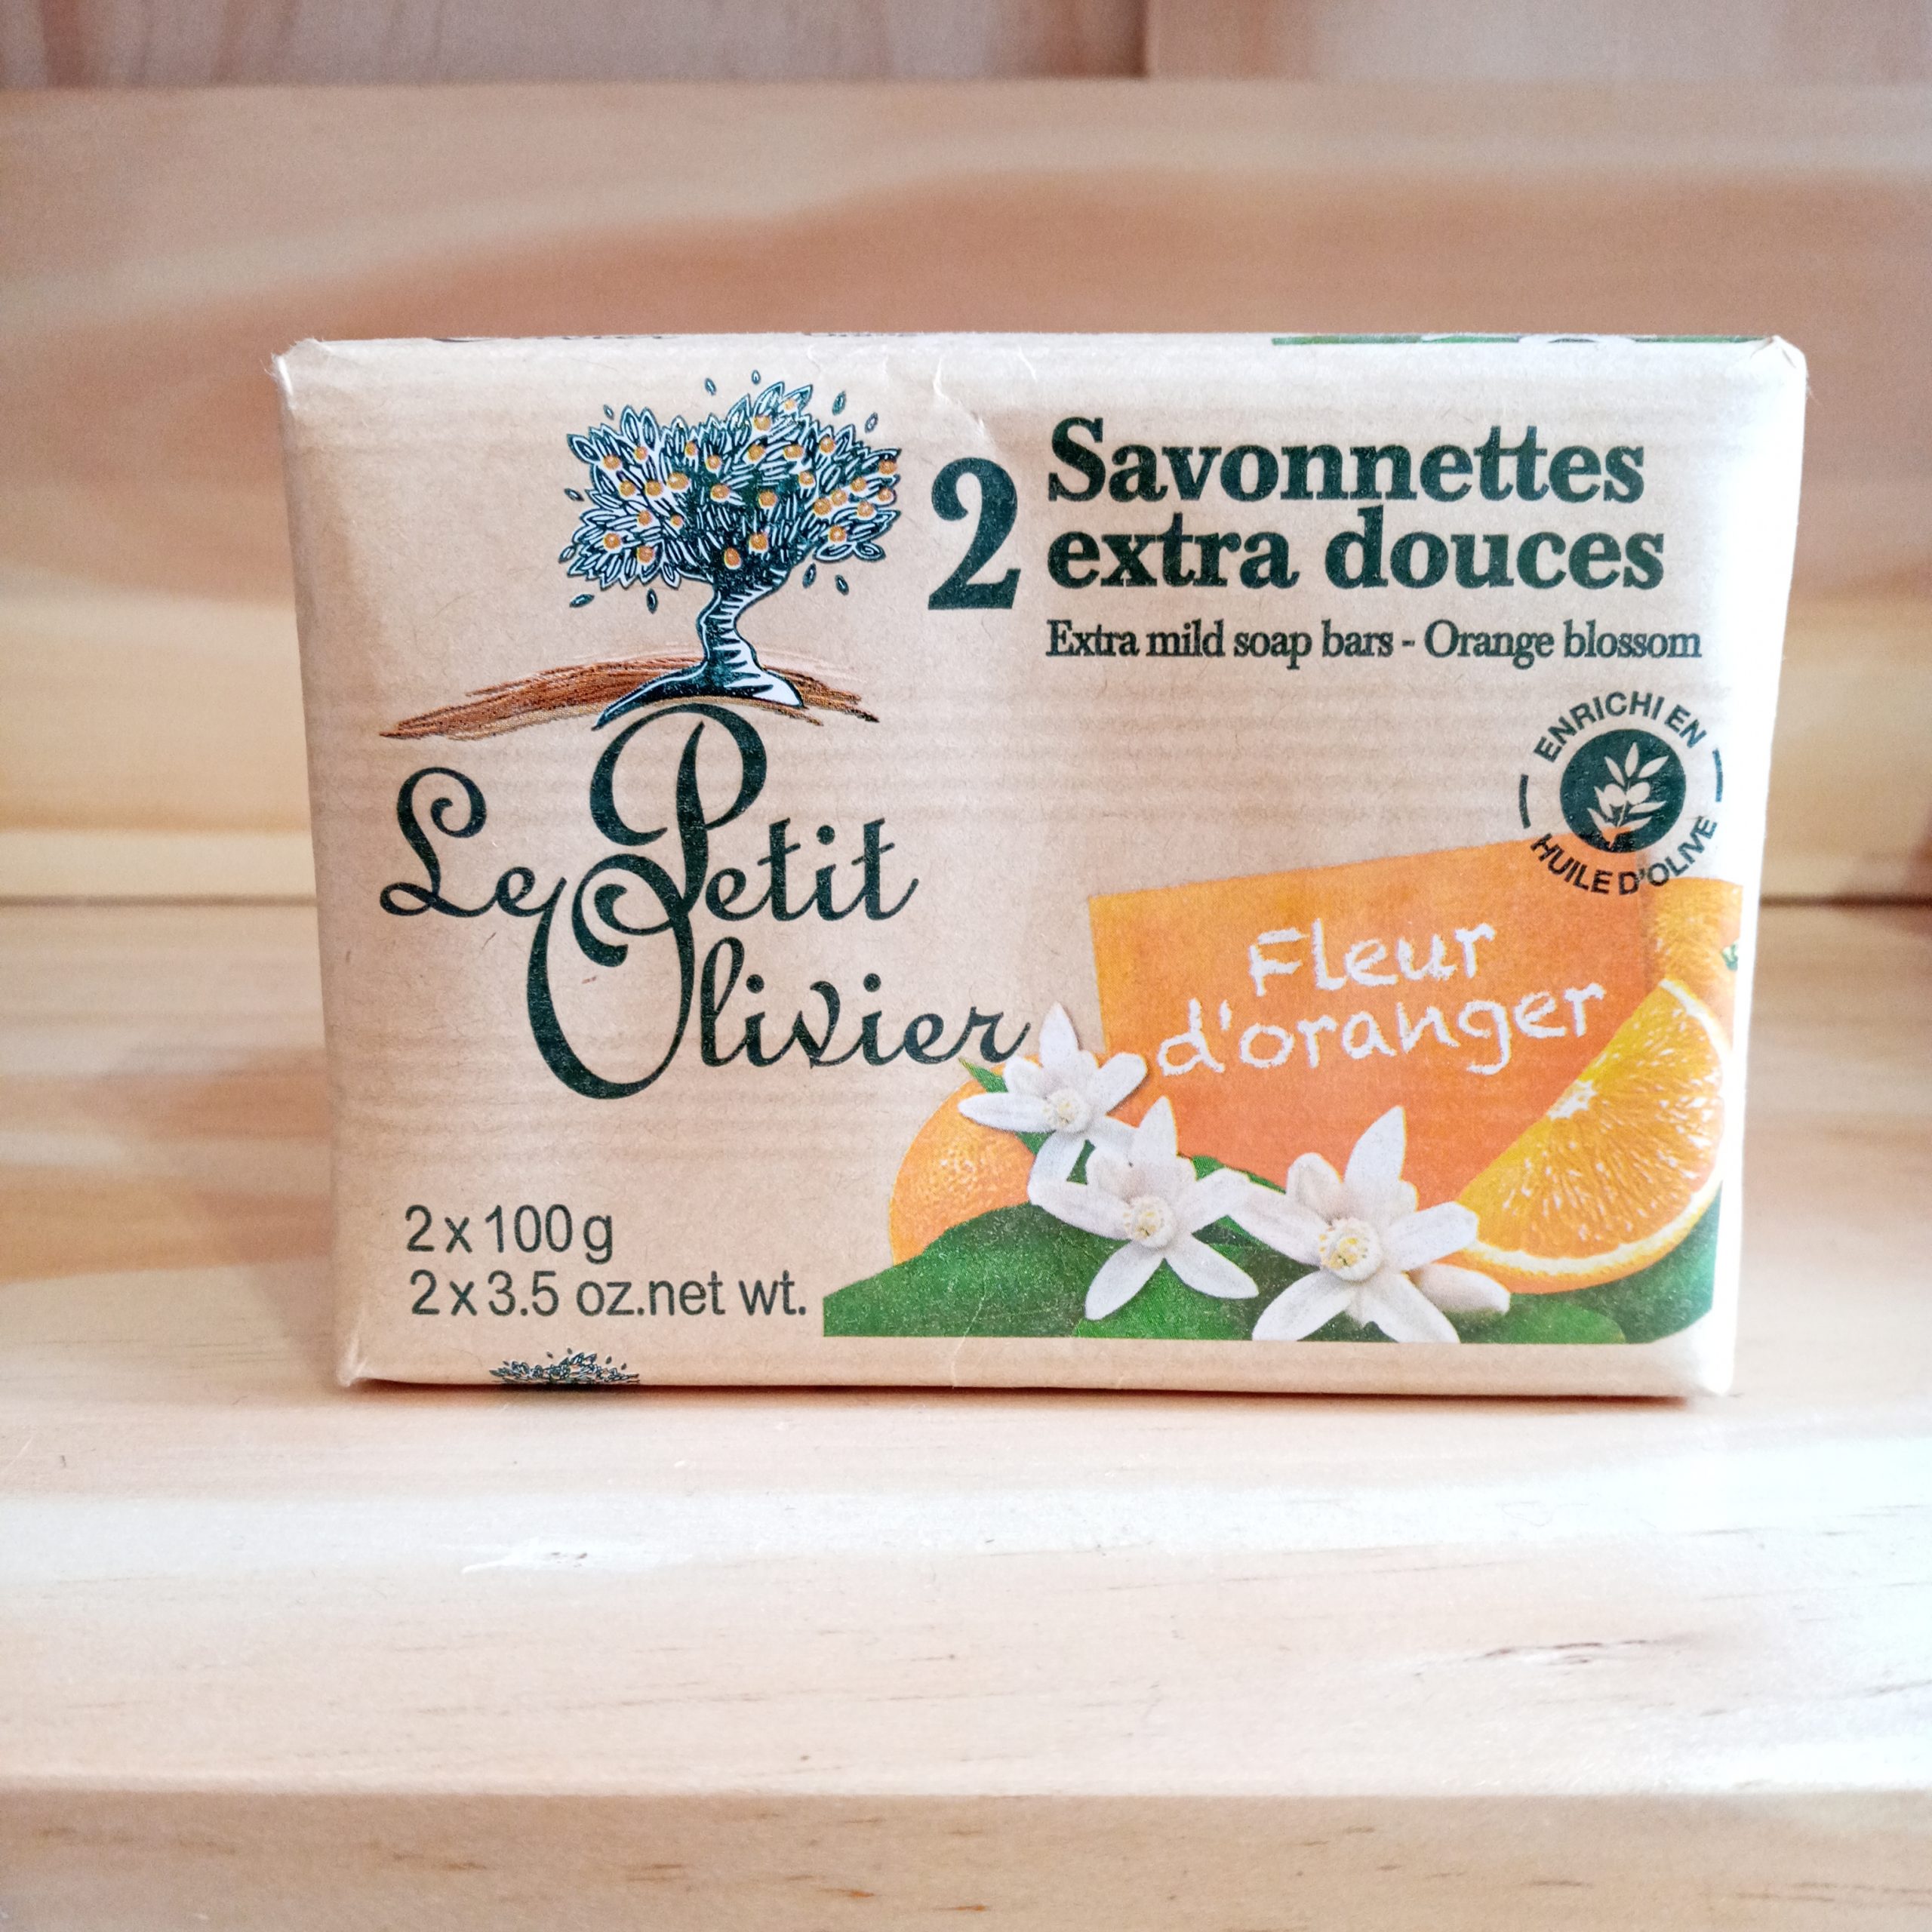 2
Savonnettes
extra douces
Extra mild soap bars - Orange blossom
ENRICHI EN
HUILE D'OLIVE
Le Petit
Olivier
Fleur
d'oranger
2 x 100 g
2 x 3.5 oz.net wt.